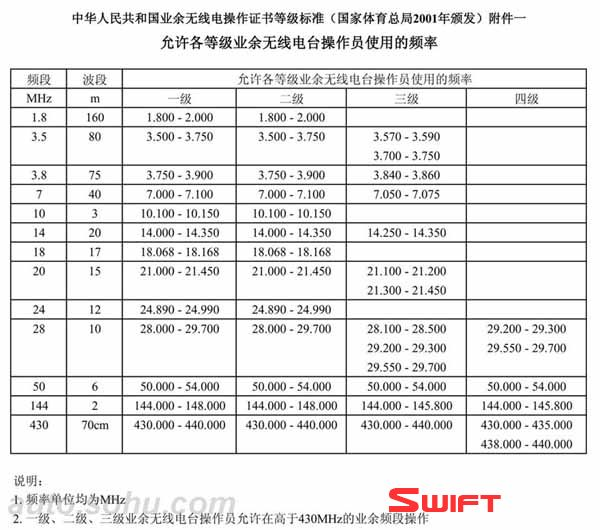 中华人民共和国业余无线电操作证书等级标准（国家体育总局2001年颁发）附件一
允许各等级业余无线电台操作员使用的频率
频段 波段 允许各等级业余无线电台操作员使用的频率
MHz m 一级 二级 三级 四级
1.8 160 1.800 - 2.000 1.800 - 2.000
3.5 80 3.500 - 3.750 3.500 - 3.750 3.570 - 3.590
3.700 - 3.750
3.8 75 3.750 - 3.900 3.750 - 3.900 3.840 - 3.860
7 40 7.000 - 7.100 7.000 - 7.100 7.050 - 7.075
10 3 10.100 - 10.150 10.100 - 10.150
14 20 14.000 - 14.350 14.000 - 14.350 14.250 - 14.350
18 17 18.068 - 18.168 18.068 - 18.168
20 15 21.000 - 21.450 21.000 - 21.450 21.100 - 21.200
21.300 - 21.450
24 12 24.890 - 24.990 24.890 - 24.990
28 10 28.000 - 29.700 28.000 - 29.700 28.100 - 28.500 29.200 - 29.300
29.200 - 29.300 29.550 - 29.700
29.550 - 29.700
50 6 50.000 - 54.000 50.000 - 54.000 50.000 - 54.000 50.000 - 54.000
144 2 144.000 - 148.000 144.000 - 148.000 144.000 - 145.800 144.000 - 145.800
430 70cm 430.000 - 440.000 430.000 - 440.000 430.000 - 440.000 430.000 - 435.000
438.000 - 440.000
说明：
1. 频率单位均为MHz
2. 一级、二级、三级业余无线电台操作员允许在高于430MHz的业余频段操作
auto.sohu.com
SWIFT